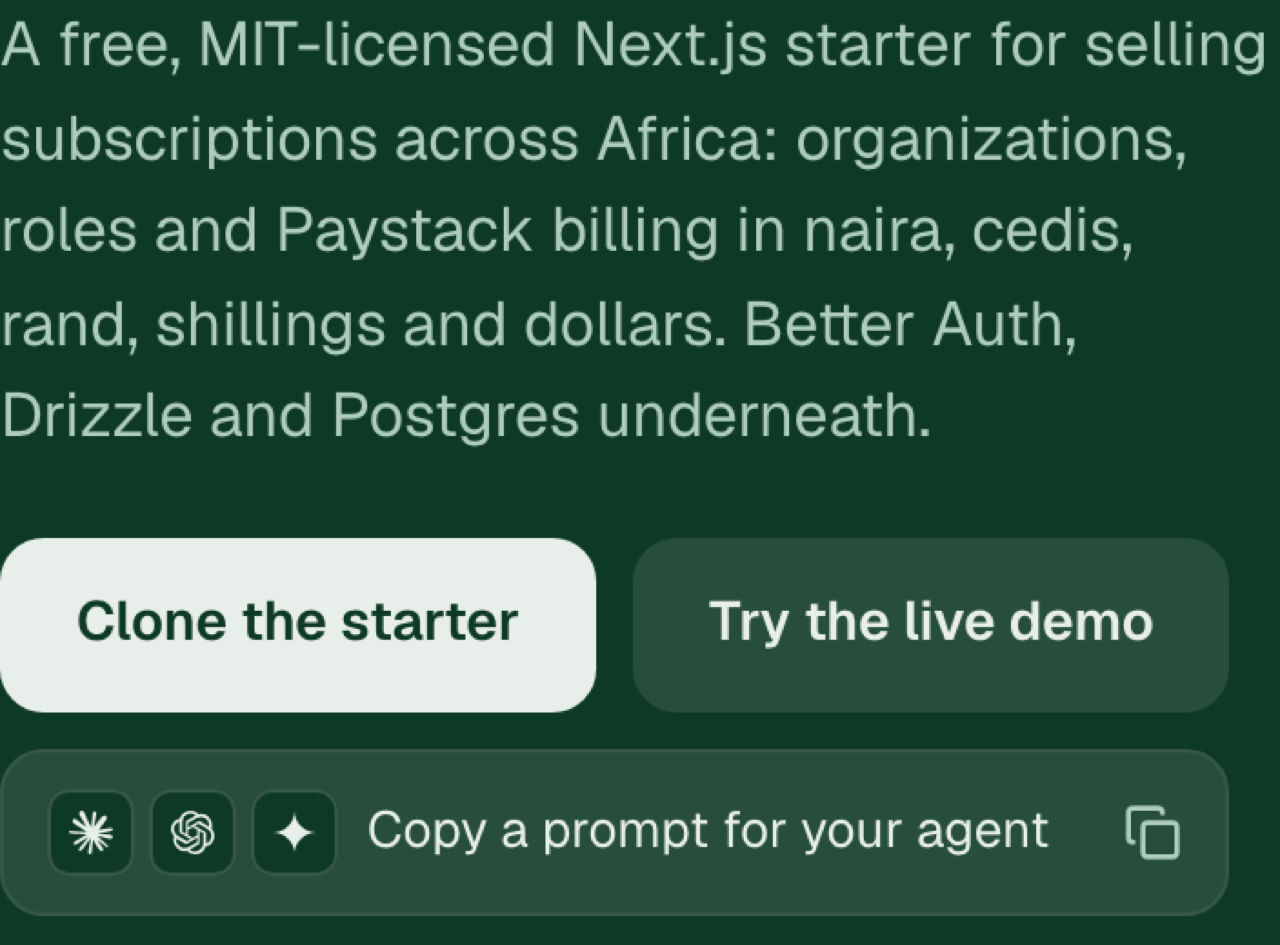 A free, MIT-licensed Next.js starter for selling
subscriptions across Africa: organizations,
roles and Paystack billing in naira, cedis,
rand, shillings and dollars. Better Auth,
Drizzle and Postgres underneath.
Clone the starter
Try the live demo
Copy a prompt for your agent